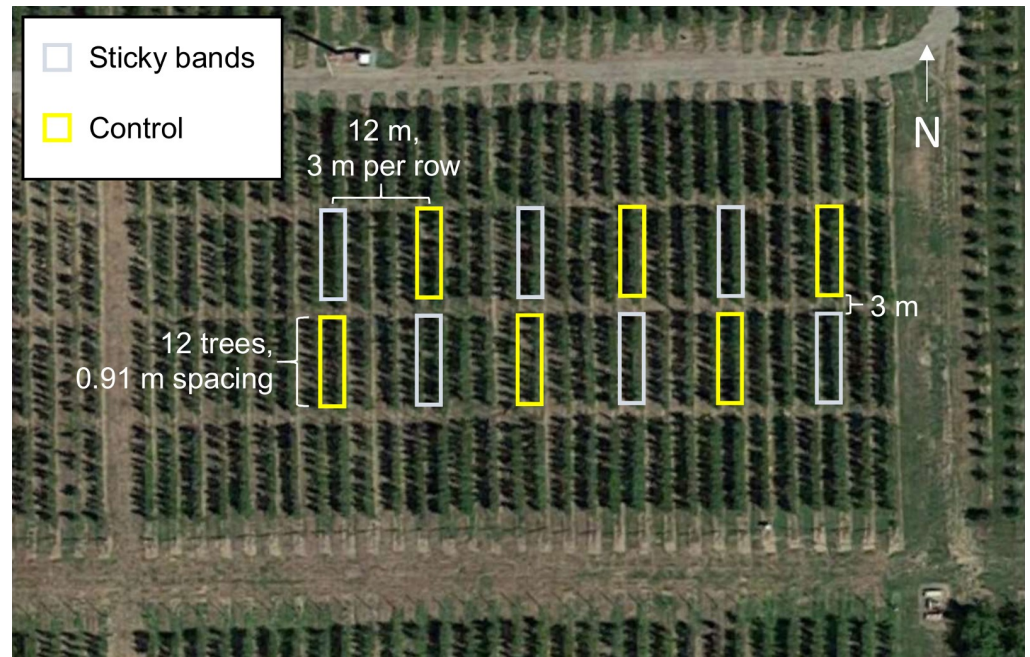 Sticky bands
Control
12 m,
3 m per row
N
3 m
12 trees,
0.91 m spacing